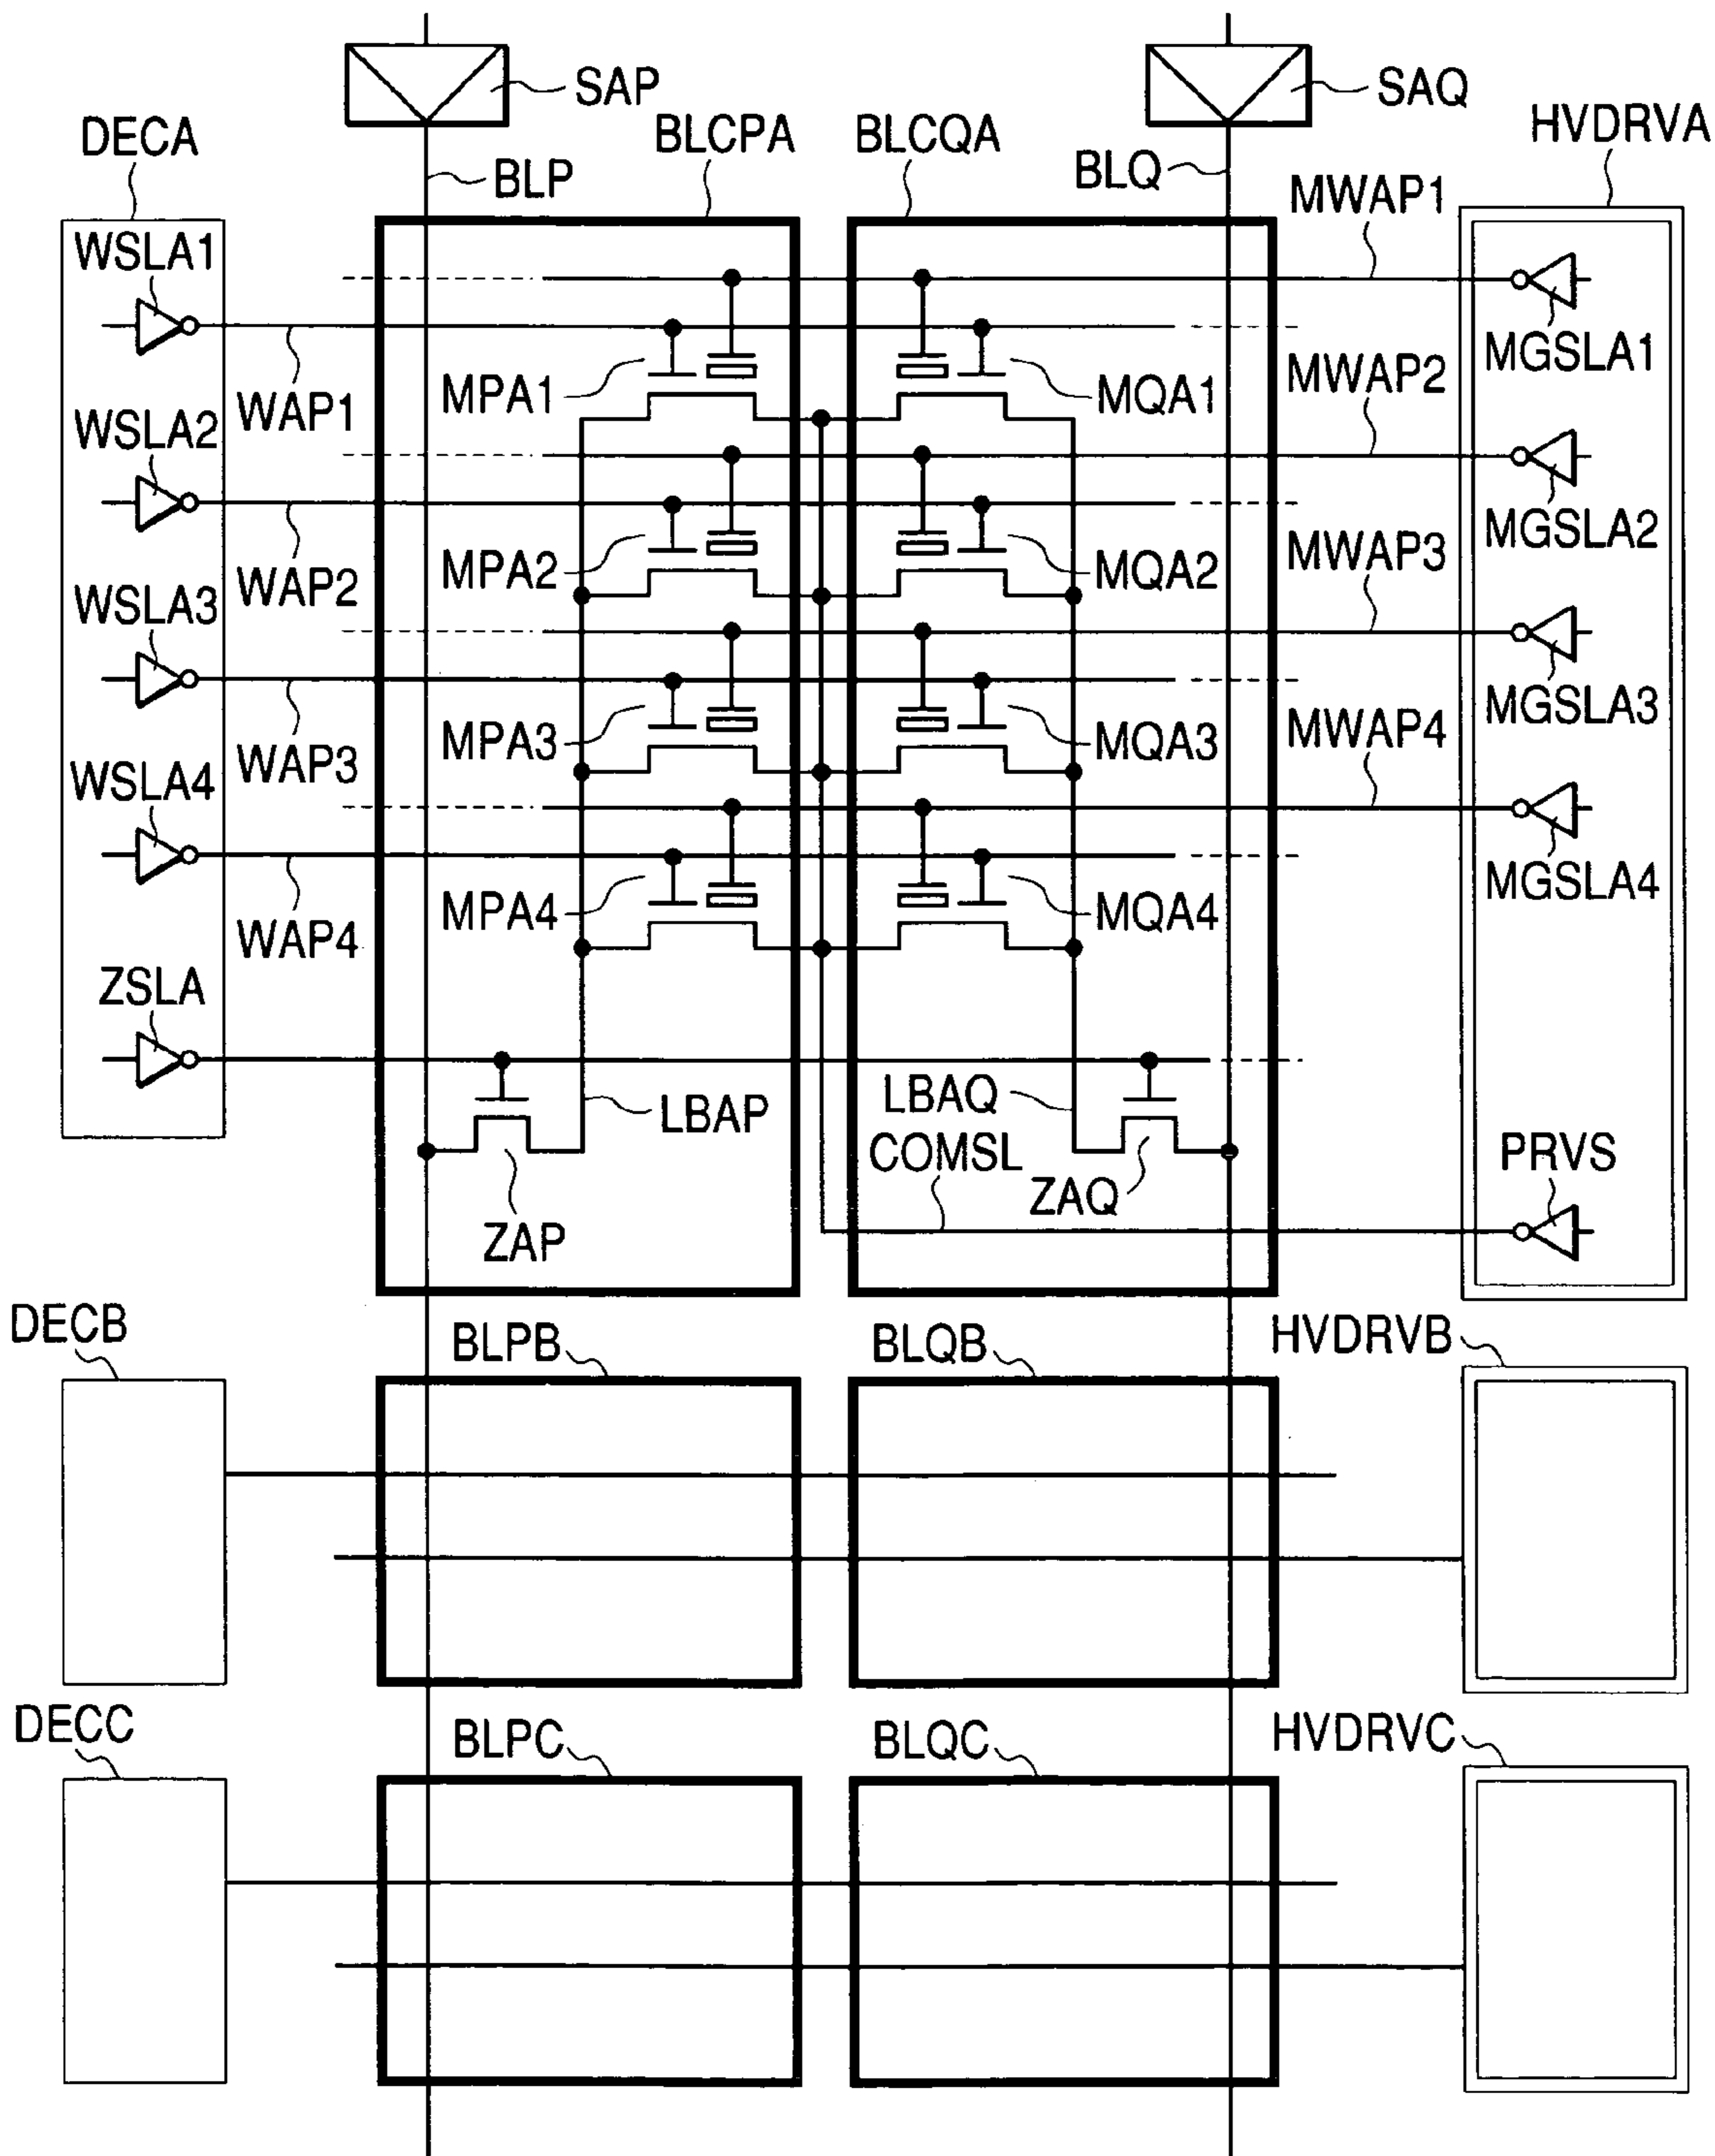 SAP
SAQ
DECA
BLCPA
BLCQA
HVDRVA
BLP
BLQ
MWAP1
WSLA1
MGSLA1
MPA1
MQA1
MWAP2
WAP1
WSLA2
MGSLA2
MPA2
MQA2
MWAP3
WAP2
WSLA3
MGSLA3
MPA3
MQA3
MWAP4
WAP3
WSLA4
MGSLA4
MPA4
MQA4
WAP4
ZSLA
LBAP
LBAQ
COMSL
PRVS
ZAQ
ZAP
DECB
BLPB
BLQB
HVDRVB
DECC
BLPC
BLQC
HVDRVC